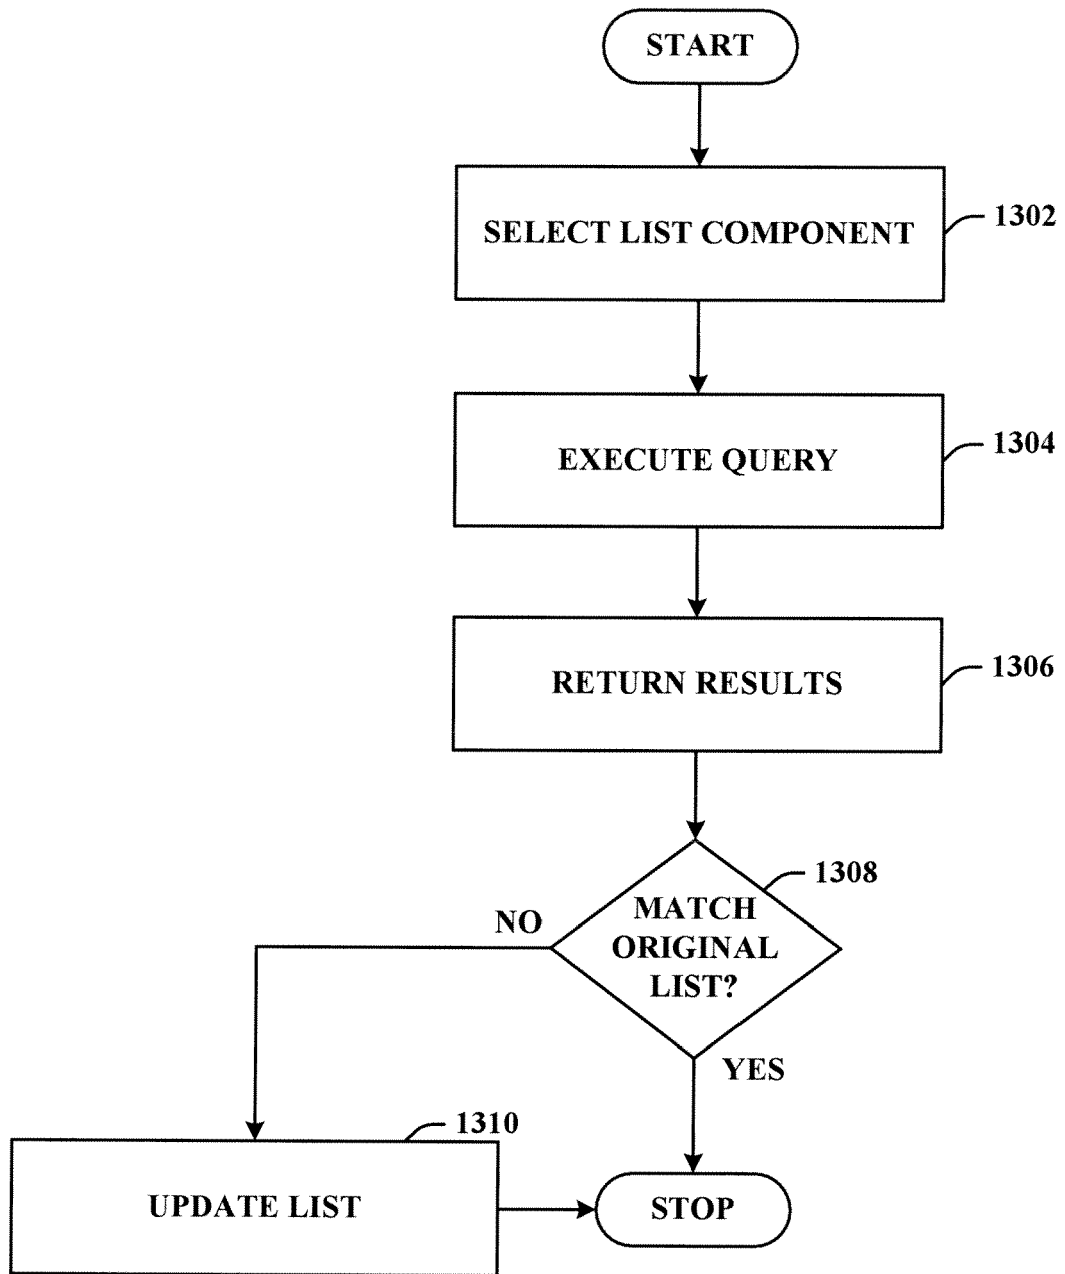 START
SELECT LIST COMPONENT
1302
EXECUTE QUERY
1304
RETURN RESULTS
1306
1308
MATCH
ORIGINAL
LIST?
NO
YES
1310
UPDATE LIST
STOP